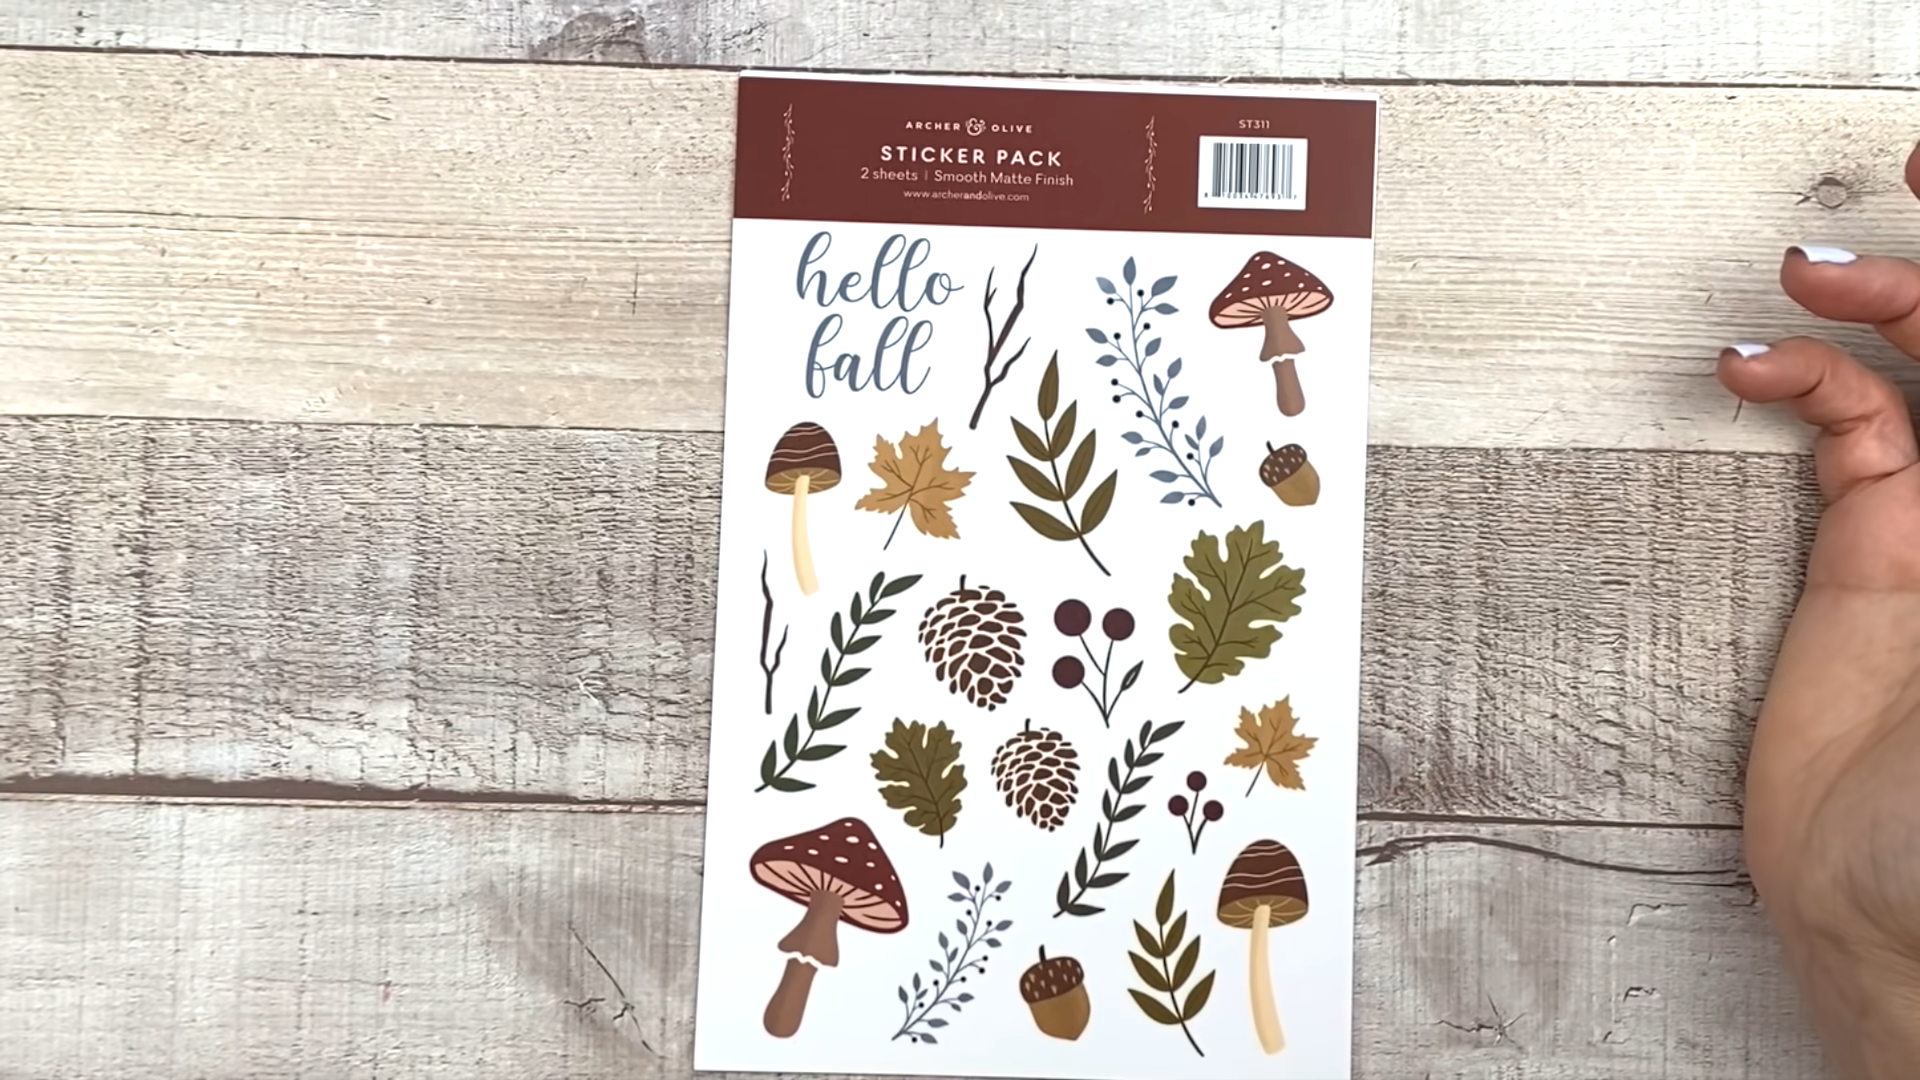 ARCHER & OLIVE
STICKER PACK
2 sheets | Smooth Matte Finish
www.archerandolive.com
ST311
hello
fall